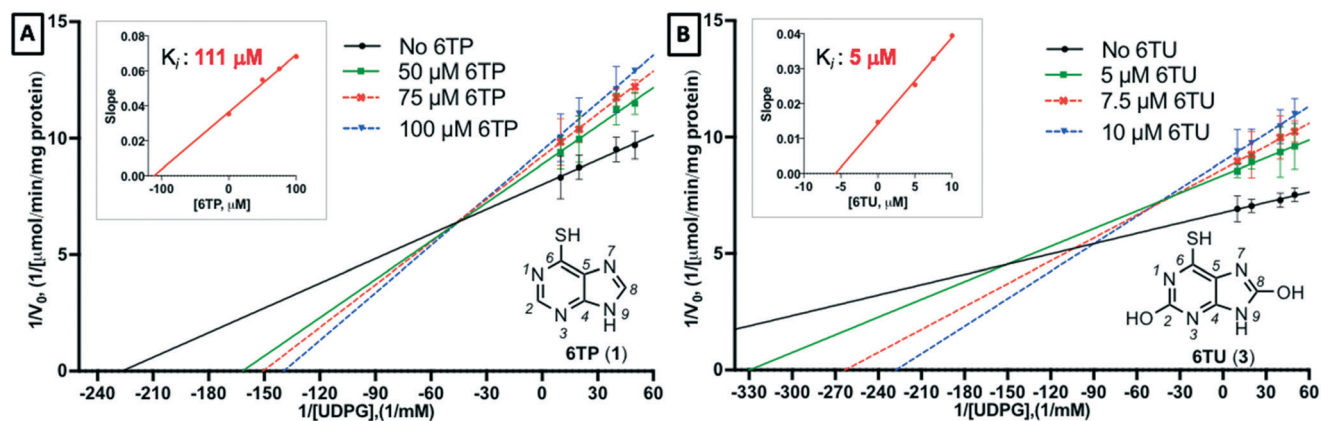 A
Ki: 111 μM
0.08
0.06
0.04
0.02
0.00
Slope
-100
0
100
[6TP, μM]
No 6TP
50 μM 6TP
75 μM 6TP
100 μM 6TP
1/V0, (1/[μmol/min/mg protein)
15
10
5
0
-240
-210
-180
-150
-120
-90
-60
-30
0
30
60
1/[UDPG],(1/mM)
SH
6
1
N
5
N
7
8
2
N
3
4
N
9
H
6TP (1)
B
Ki: 5 μM
0.04
0.03
0.02
0.01
0.00
Slope
-10
-5
0
5
10
[6TU, μM]
No 6TU
5 μM 6TU
7.5 μM 6TU
10 μM 6TU
1/V0, (1/[μmol/min/mg protein)
15
10
5
0
-330
-300
-270
-240
-210
-180
-150
-120
-90
-60
-30
0
30
60
1/[UDPG],(1/mM)
SH
6
1
N
5
N
7
8
OH
HO
2
N
3
4
N
9
H
6TU (3)